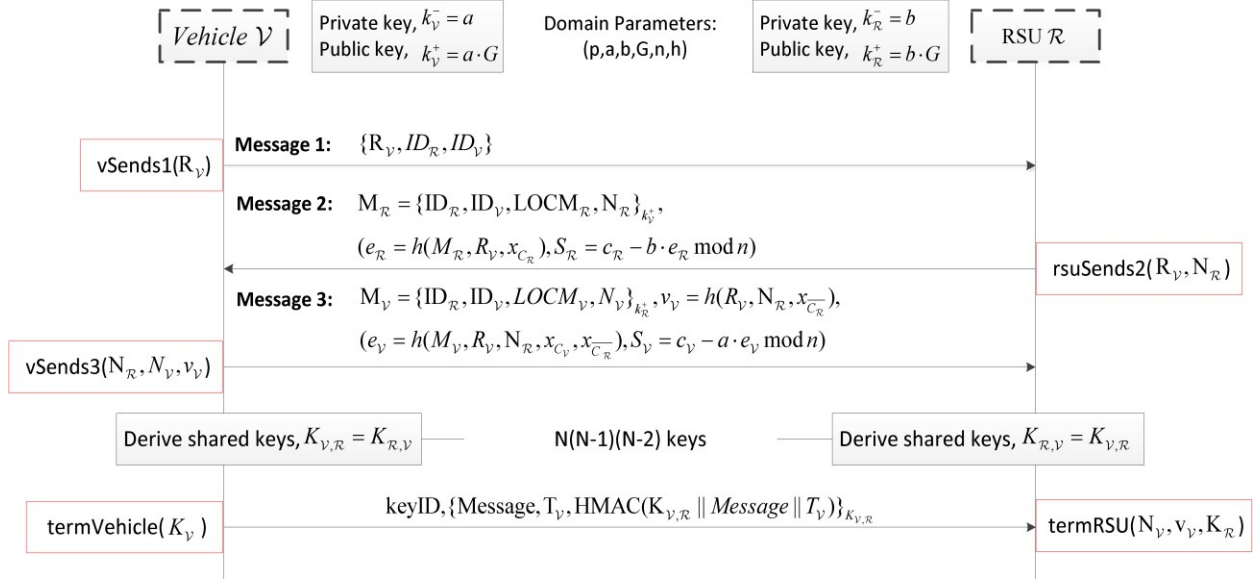 Vehicle 𝒱
Private key, k_𝒱^- = a
Public key, k_𝒱^+ = a·G
Domain Parameters:
(p,a,b,G,n,h)
Private key, k_ℛ^- = b
Public key, k_ℛ^+ = b·G
RSU ℛ
Message 1: {R_𝒱, ID_ℛ, ID_𝒱}
vSends1(R_𝒱)
Message 2: M_ℛ = {ID_ℛ, ID_𝒱, LOCM_ℛ, N_ℛ}_{k_𝒱^+},
(e_ℛ = h(M_ℛ, R_𝒱, x_{C_ℛ}), S_ℛ = c_ℛ − b·e_ℛ mod n)
rsuSends2(R_𝒱, N_ℛ)
Message 3: M_𝒱 = {ID_ℛ, ID_𝒱, LOCM_𝒱, N_𝒱}_{k_ℛ^+}, v_𝒱 = h(R_𝒱, N_ℛ, x_{\overline{C_ℛ}}),
(e_𝒱 = h(M_𝒱, R_𝒱, N_ℛ, x_{C_𝒱}, x_{\overline{C_ℛ}}), S_𝒱 = c_𝒱 − a·e_𝒱 mod n)
vSends3(N_ℛ, N_𝒱, v_𝒱)
Derive shared keys, K_{𝒱,ℛ} = K_{ℛ,𝒱}
N(N-1)(N-2) keys
Derive shared keys, K_{ℛ,𝒱} = K_{𝒱,ℛ}
keyID,{Message,T_𝒱,HMAC(K_{𝒱,ℛ} || Message || T_𝒱)}_{K_{𝒱,ℛ}}
termVehicle(K_𝒱)
termRSU(N_𝒱, v_𝒱, K_ℛ)